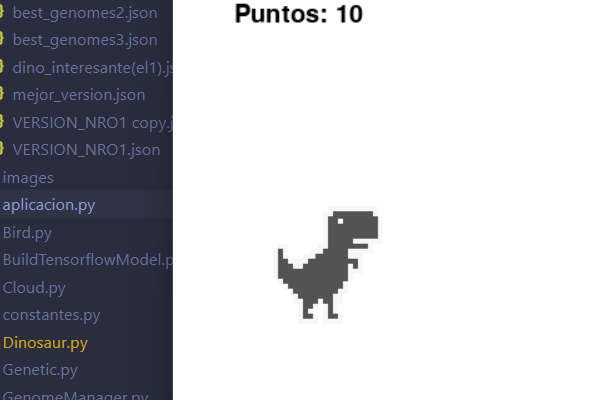 best_genomes2.json
best_genomes3.json
dino_interesante(el1).js
mejor_version.json
VERSION_NRO1 copy.j
VERSION_NRO1.json
images
aplicacion.py
Bird.py
BuildTensorflowModel.p
Cloud.py
constantes.py
Dinosaur.py
Genetic.py
GenomeManager.py
Puntos: 10